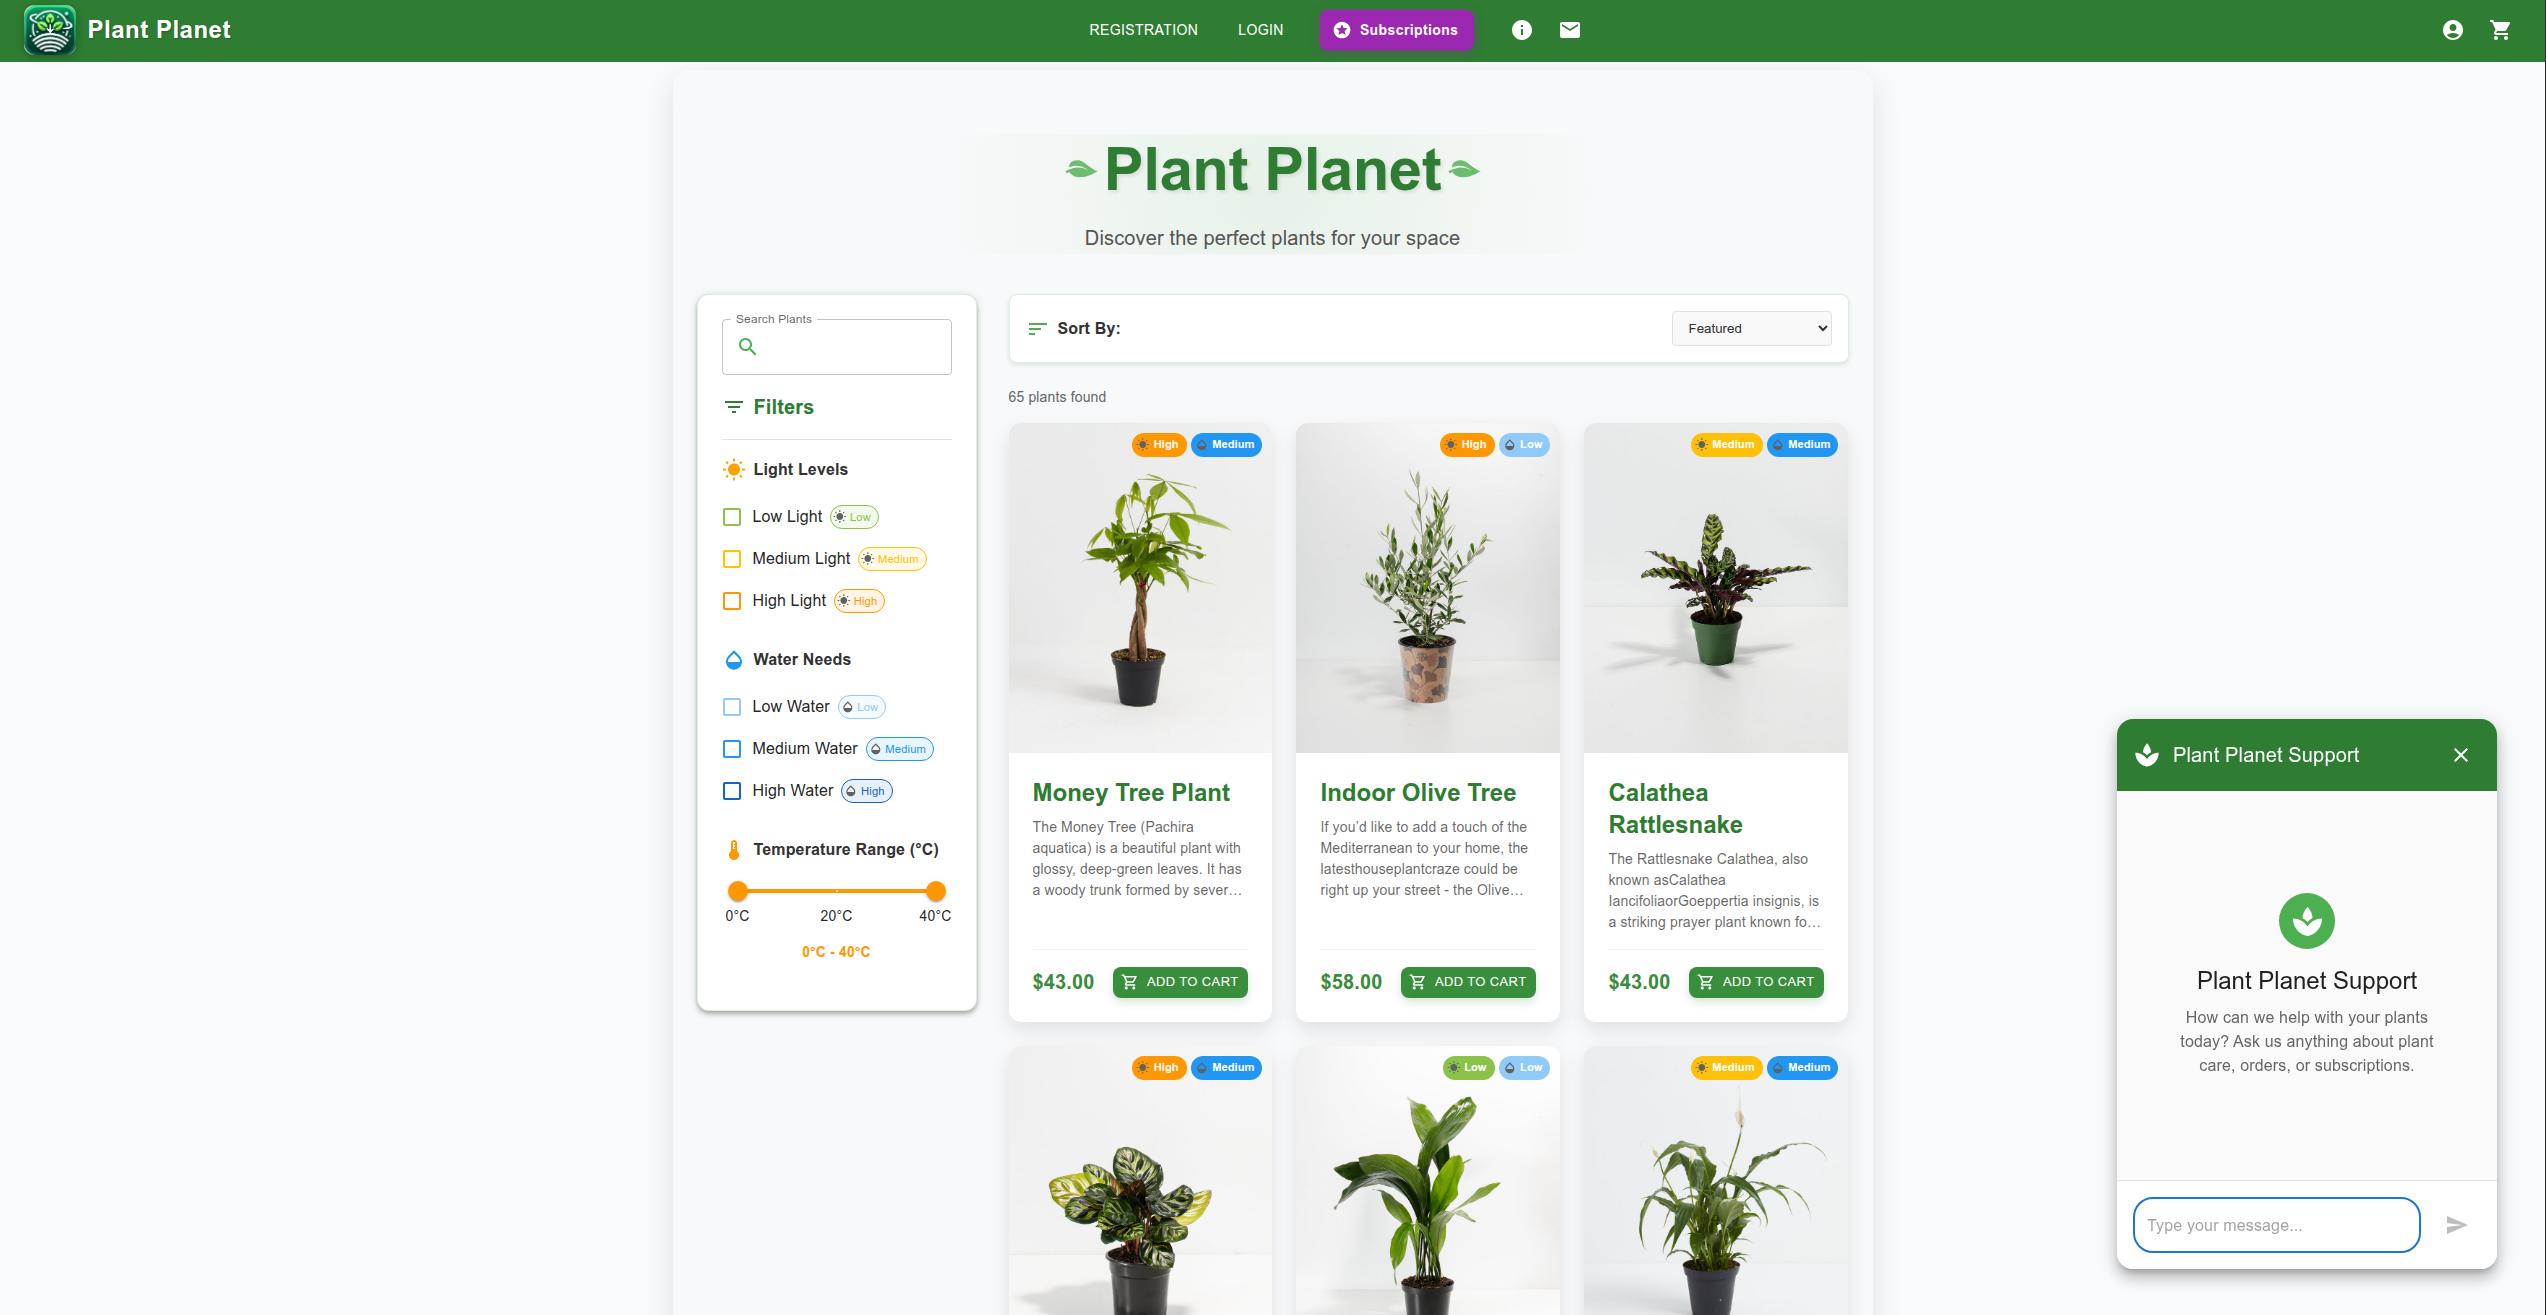 Plant Planet
REGISTRATION
LOGIN
Subscriptions
Plant Planet
Discover the perfect plants for your space
Search Plants
Filters
Light Levels
Low Light Low
Medium Light Medium
High Light High
Water Needs
Low Water Low
Medium Water Medium
High Water High
Temperature Range (°C)
0°C 20°C 40°C
0°C - 40°C
Sort By:
Featured
65 plants found
High Medium
Money Tree Plant
The Money Tree (Pachira
aquatica) is a beautiful plant with
glossy, deep-green leaves. It has
a woody trunk formed by sever…
$43.00
ADD TO CART
High Low
Indoor Olive Tree
If you’d like to add a touch of the
Mediterranean to your home, the
latesthouseplantcraze could be
right up your street - the Olive…
$58.00
ADD TO CART
Medium Medium
Calathea
Rattlesnake
The Rattlesnake Calathea, also
known asCalathea
lancifoliaorGoeppertia insignis, is
a striking prayer plant known fo…
$43.00
ADD TO CART
High Medium
Low Low
Medium Medium
Plant Planet Support
Plant Planet Support
How can we help with your plants
today? Ask us anything about plant
care, orders, or subscriptions.
Type your message...